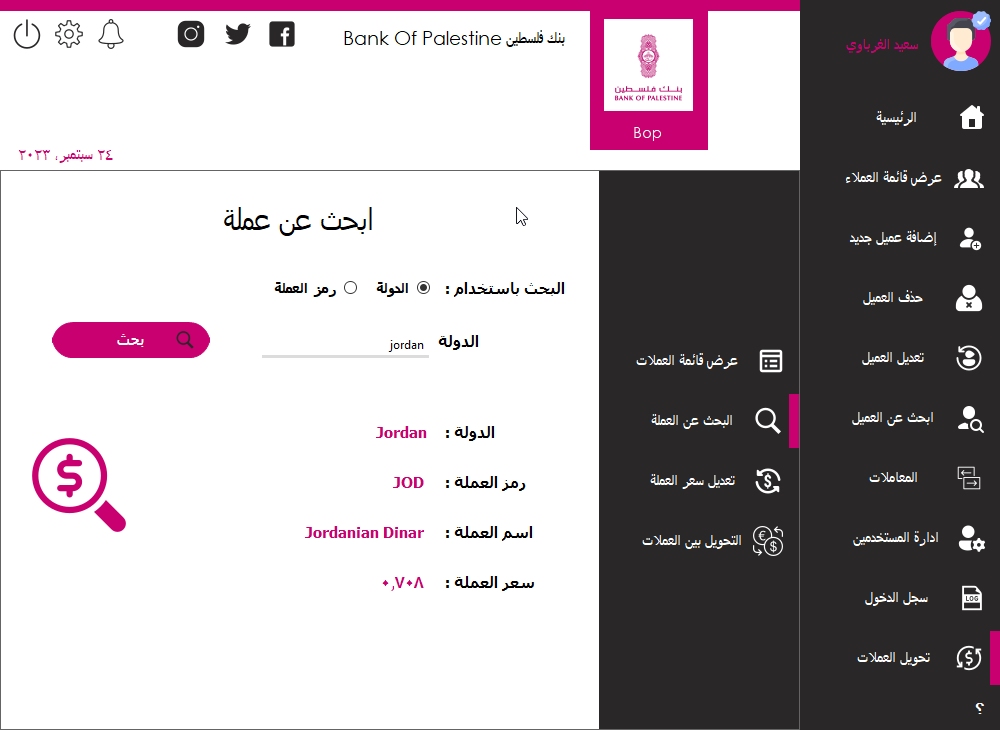 سعيد الغرباوي
الرئيسية
عرض قائمة العملاء
إضافة عميل جديد
حذف العميل
تعديل العميل
ابحث عن العميل
المعاملات
ادارة المستخدمين
LOG
سجل الدخول
تحويل العملات
؟
بنك فلسطين
BANK OF PALESTINE
Bop
بنك فلسطين Bank Of Palestine
٢٤ سبتمبر، ٢٠٢٣
عرض قائمة العملات
البحث عن العملة
تعديل سعر العملة
التحويل بين العملات
ابحث عن عملة
البحث باستخدام : الدولة رمز العملة
الدولة jordan بحث
الدولة : Jordan
رمز العملة : JOD
اسم العملة : Jordanian Dinar
سعر العملة : ٠,٧٠٨